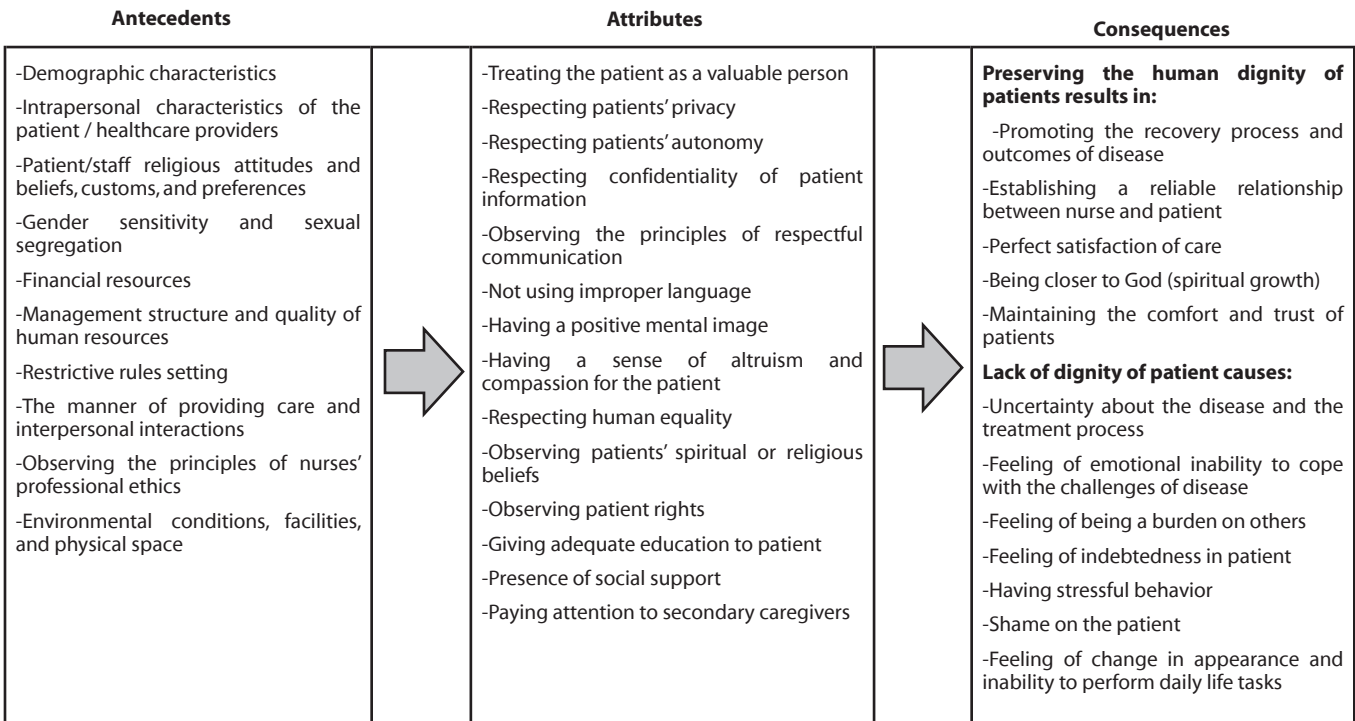 Antecedents
-Demographic characteristics
-Intrapersonal characteristics of the
patient / healthcare providers
-Patient/staff religious attitudes and
beliefs, customs, and preferences
-Gender sensitivity and sexual
segregation
-Financial resources
-Management structure and quality of
human resources
-Restrictive rules setting
-The manner of providing care and
interpersonal interactions
-Observing the principles of nurses’
professional ethics
-Environmental conditions, facilities,
and physical space
Attributes
-Treating the patient as a valuable person
-Respecting patients’ privacy
-Respecting patients’ autonomy
-Respecting confidentiality of patient
information
-Observing the principles of respectful
communication
-Not using improper language
-Having a positive mental image
-Having a sense of altruism and
compassion for the patient
-Respecting human equality
-Observing patients’ spiritual or religious
beliefs
-Observing patient rights
-Giving adequate education to patient
-Presence of social support
-Paying attention to secondary caregivers
Consequences
Preserving the human dignity of
patients results in:
-Promoting the recovery process and
outcomes of disease
-Establishing a reliable relationship
between nurse and patient
-Perfect satisfaction of care
-Being closer to God (spiritual growth)
-Maintaining the comfort and trust of
patients
Lack of dignity of patient causes:
-Uncertainty about the disease and the
treatment process
-Feeling of emotional inability to cope
with the challenges of disease
-Feeling of being a burden on others
-Feeling of indebtedness in patient
-Having stressful behavior
-Shame on the patient
-Feeling of change in appearance and
inability to perform daily life tasks